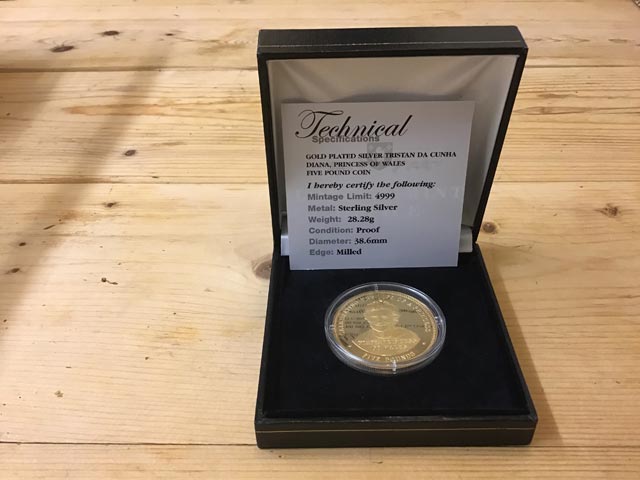 Technical
Specifications
GOLD PLATED SILVER TRISTAN DA CUNHA
DIANA, PRINCESS OF WALES
FIVE POUND COIN
I hereby certify the following:
Mintage Limit: 4999
Metal: Sterling Silver
Weight: 28.28g
Condition: Proof
Diameter: 38.6mm
Edge: Milled
FIVE POUNDS